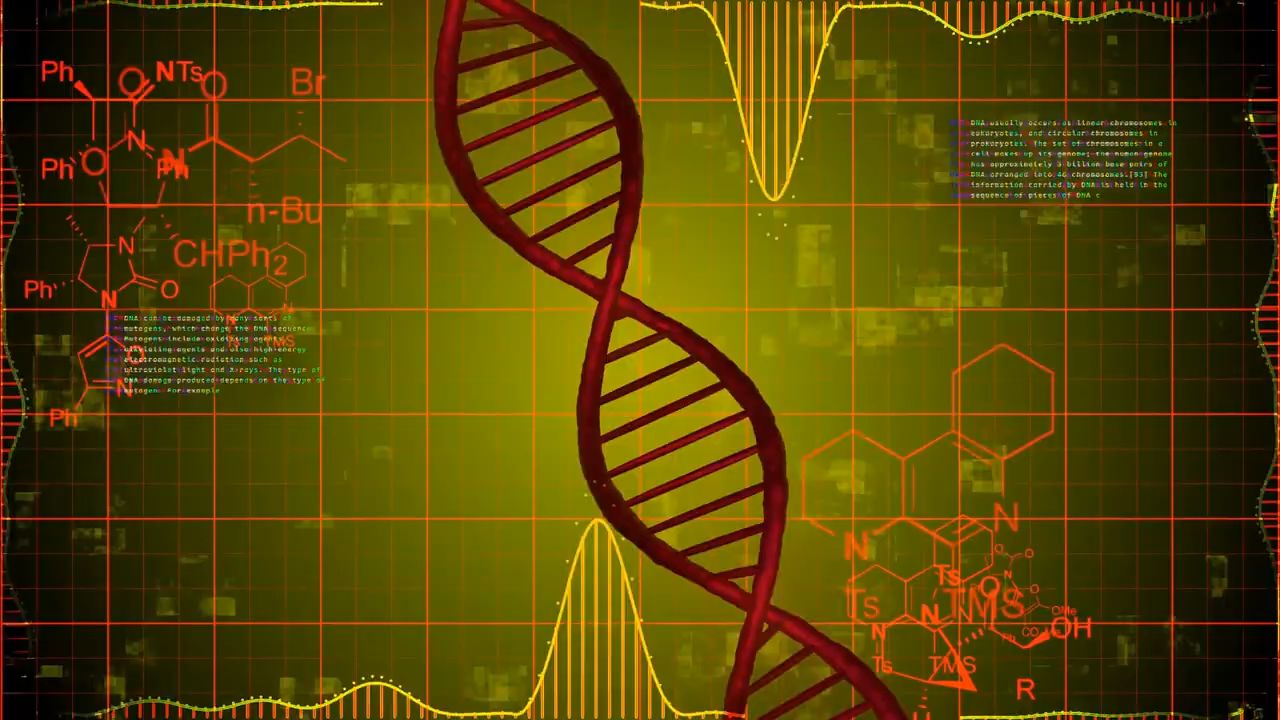 Ph
NTs
O
O
Br
N
Ph
O
N
Ph
n-Bu
N
CHPh2
Ph
O
N
DNA can be damaged by many sorts of
mutagens, which change the DNA sequence
Mutagens include oxidizing agents,
alkylating agents and also high-energy
electromagnetic radiation such as
ultraviolet light and X-rays. The type of
DNA damage produced depends on the type of
mutagen. For example
TMS
N
Ph
DNA usually occurs as linear chromosomes in
eukaryotes, and circular chromosomes in
prokaryotes. The set of chromosomes in a
cell makes up its genome; the human genome
has approximately 3 billion base pairs of
DNA arranged into 46 chromosomes.[93] The
information carried by DNA is held in the
sequence of pieces of DNA c
N
N
Ts
O
N
O
Ts
N
TMS
OMe
N
Ph
OH
Ts
TMS
R